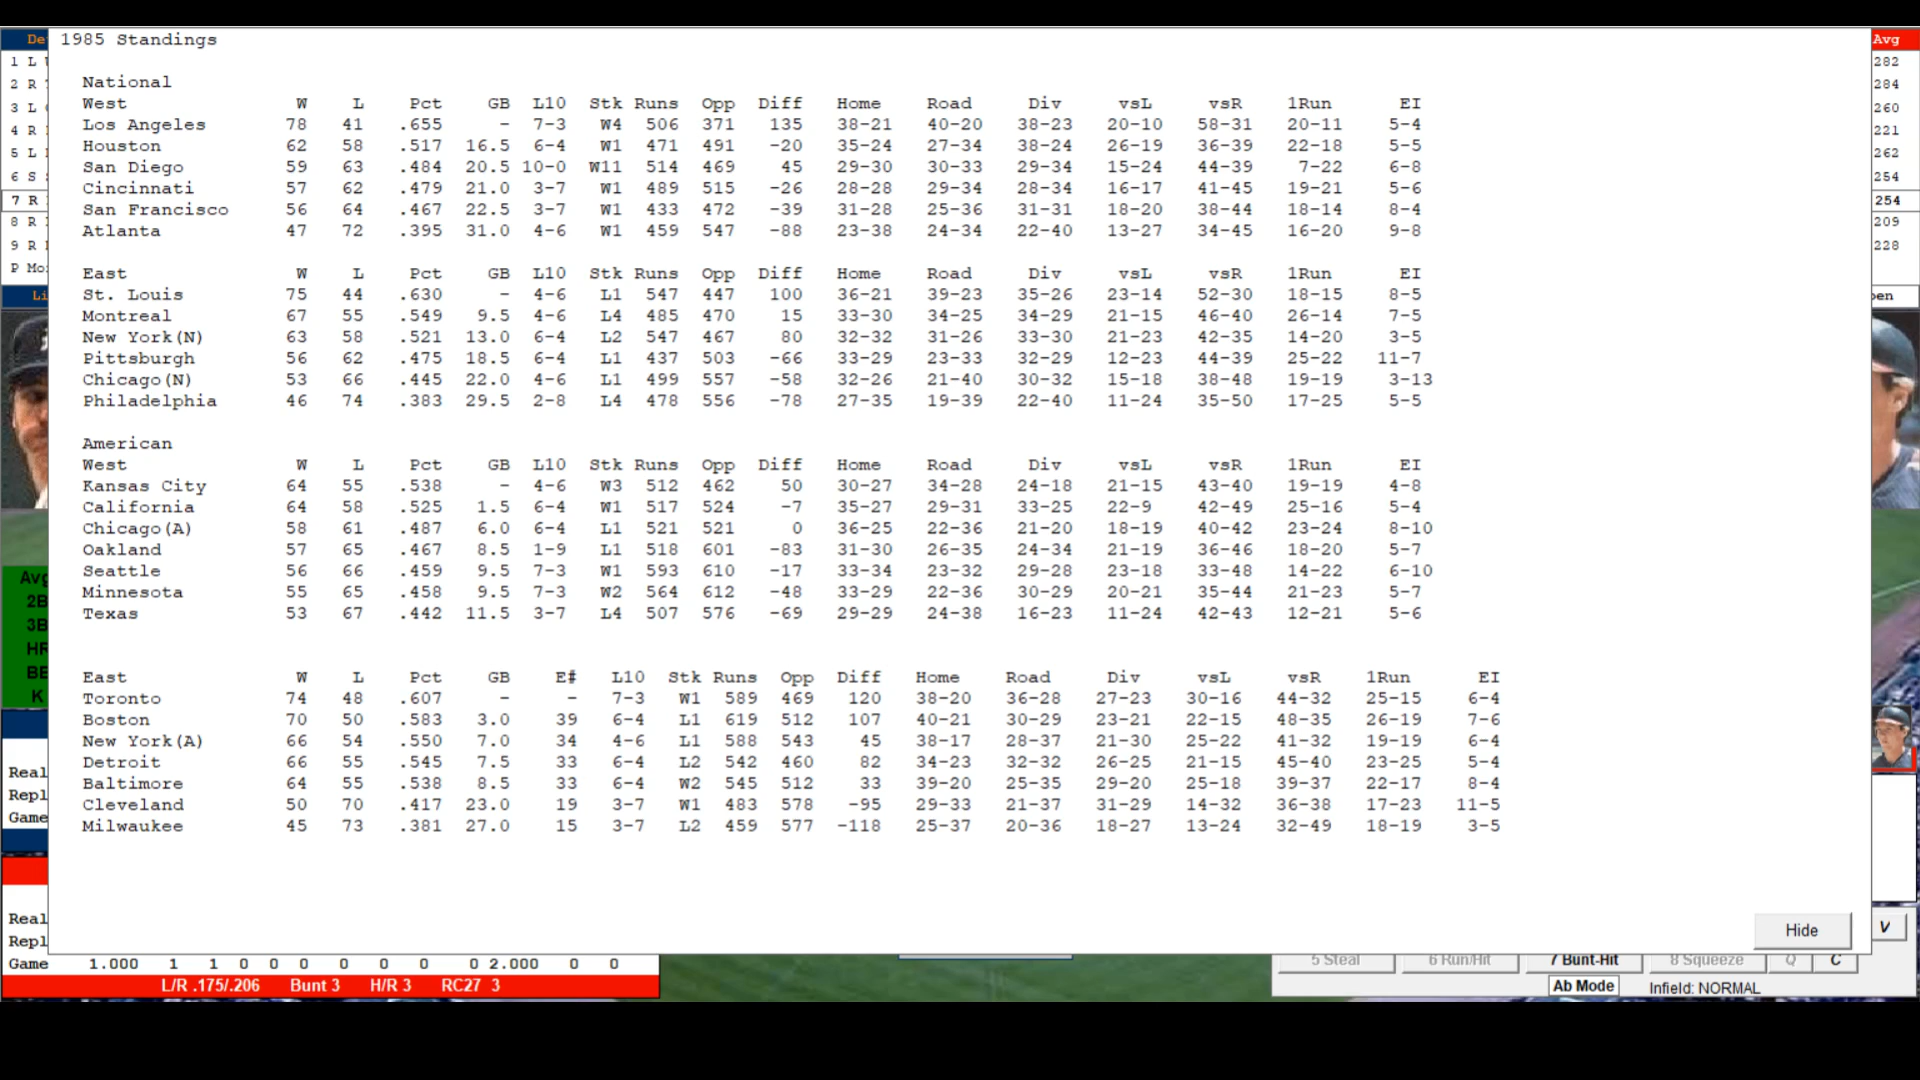 1985 Standings
De Avg
National
1 L 282
West W L Pct GB L10 Stk Runs Opp Diff Home Road Div vsL vsR 1Run EI
2 R 284
Los Angeles 78 41 .655 - 7-3 W4 506 371 135 38-21 40-20 38-23 20-10 58-31 20-11 5-4
3 L 260
Houston 62 58 .517 16.5 6-4 W1 471 491 -20 35-24 27-34 38-24 26-19 36-39 22-18 5-5
4 R 221
San Diego 59 63 .484 20.5 10-0 W11 514 469 45 29-30 30-33 29-34 15-24 44-39 7-22 6-8
5 L 262
Cincinnati 57 62 .479 21.0 3-7 W1 489 515 -26 28-28 29-34 28-34 16-17 41-45 19-21 5-6
6 S 254
San Francisco 56 64 .467 22.5 3-7 W1 433 472 -39 31-28 25-36 31-31 18-20 38-44 18-14 8-4
7 R 254
Atlanta 47 72 .395 31.0 4-6 W1 459 547 -88 23-38 24-34 22-40 13-27 34-45 16-20 9-8
8 R 209
9 R 228
P Mo
East W L Pct GB L10 Stk Runs Opp Diff Home Road Div vsL vsR 1Run EI
St. Louis 75 44 .630 - 4-6 L1 547 447 100 36-21 39-23 35-26 23-14 52-30 18-15 8-5
Li pen
Montreal 67 55 .549 9.5 4-6 L4 485 470 15 33-30 34-25 34-29 21-15 46-40 26-14 7-5
New York(N) 63 58 .521 13.0 6-4 L2 547 467 80 32-32 31-26 33-30 21-23 42-35 14-20 3-5
Pittsburgh 56 62 .475 18.5 6-4 L1 437 503 -66 33-29 23-33 32-29 12-23 44-39 25-22 11-7
Chicago(N) 53 66 .445 22.0 4-6 L1 499 557 -58 32-26 21-40 30-32 15-18 38-48 19-19 3-13
Philadelphia 46 74 .383 29.5 2-8 L4 478 556 -78 27-35 19-39 22-40 11-24 35-50 17-25 5-5
American
West W L Pct GB L10 Stk Runs Opp Diff Home Road Div vsL vsR 1Run EI
Kansas City 64 55 .538 - 4-6 W3 512 462 50 30-27 34-28 24-18 21-15 43-40 19-19 4-8
California 64 58 .525 1.5 6-4 W1 517 524 -7 35-27 29-31 33-25 22-9 42-49 25-16 5-4
Chicago(A) 58 61 .487 6.0 6-4 L1 521 521 0 36-25 22-36 21-20 18-19 40-42 23-24 8-10
Oakland 57 65 .467 8.5 1-9 L1 518 601 -83 31-30 26-35 24-34 21-19 36-46 18-20 5-7
Seattle 56 66 .459 9.5 7-3 W1 593 610 -17 33-34 23-32 29-28 23-18 33-48 14-22 6-10
Minnesota 55 65 .458 9.5 7-3 W2 564 612 -48 33-29 22-36 30-29 20-21 35-44 21-23 5-7
Texas 53 67 .442 11.5 3-7 L4 507 576 -69 29-29 24-38 16-23 11-24 42-43 12-21 5-6
Avg
2B
3B
HR
BB
K
East W L Pct GB E# L10 Stk Runs Opp Diff Home Road Div vsL vsR 1Run EI
Toronto 74 48 .607 - - 7-3 W1 589 469 120 38-20 36-28 27-23 30-16 44-32 25-15 6-4
Boston 70 50 .583 3.0 39 6-4 L1 619 512 107 40-21 30-29 23-21 22-15 48-35 26-19 7-6
New York(A) 66 54 .550 7.0 34 4-6 L1 588 543 45 38-17 28-37 21-30 25-22 41-32 19-19 6-4
Detroit 66 55 .545 7.5 33 6-4 L2 542 460 82 34-23 32-32 26-25 21-15 45-40 23-25 5-4
Baltimore 64 55 .538 8.5 33 6-4 W2 545 512 33 39-20 25-35 29-20 25-18 39-37 22-17 8-4
Cleveland 50 70 .417 23.0 19 3-7 W1 483 578 -95 29-33 21-37 31-29 14-32 36-38 17-23 11-5
Milwaukee 45 73 .381 27.0 15 3-7 L2 459 577 -118 25-37 20-36 18-27 13-24 32-49 18-19 3-5
Real
Repl
Game
Real
Repl
Hide V
Game 1.000 1 1 0 0 0 0 0 0 0 2.000 0 0
5 Steal 6 Run/Hit 7 Bunt-Hit 8 Squeeze Q C
L/R .175/.206 Bunt 3 H/R 3 RC27 3
Ab Mode Infield: NORMAL